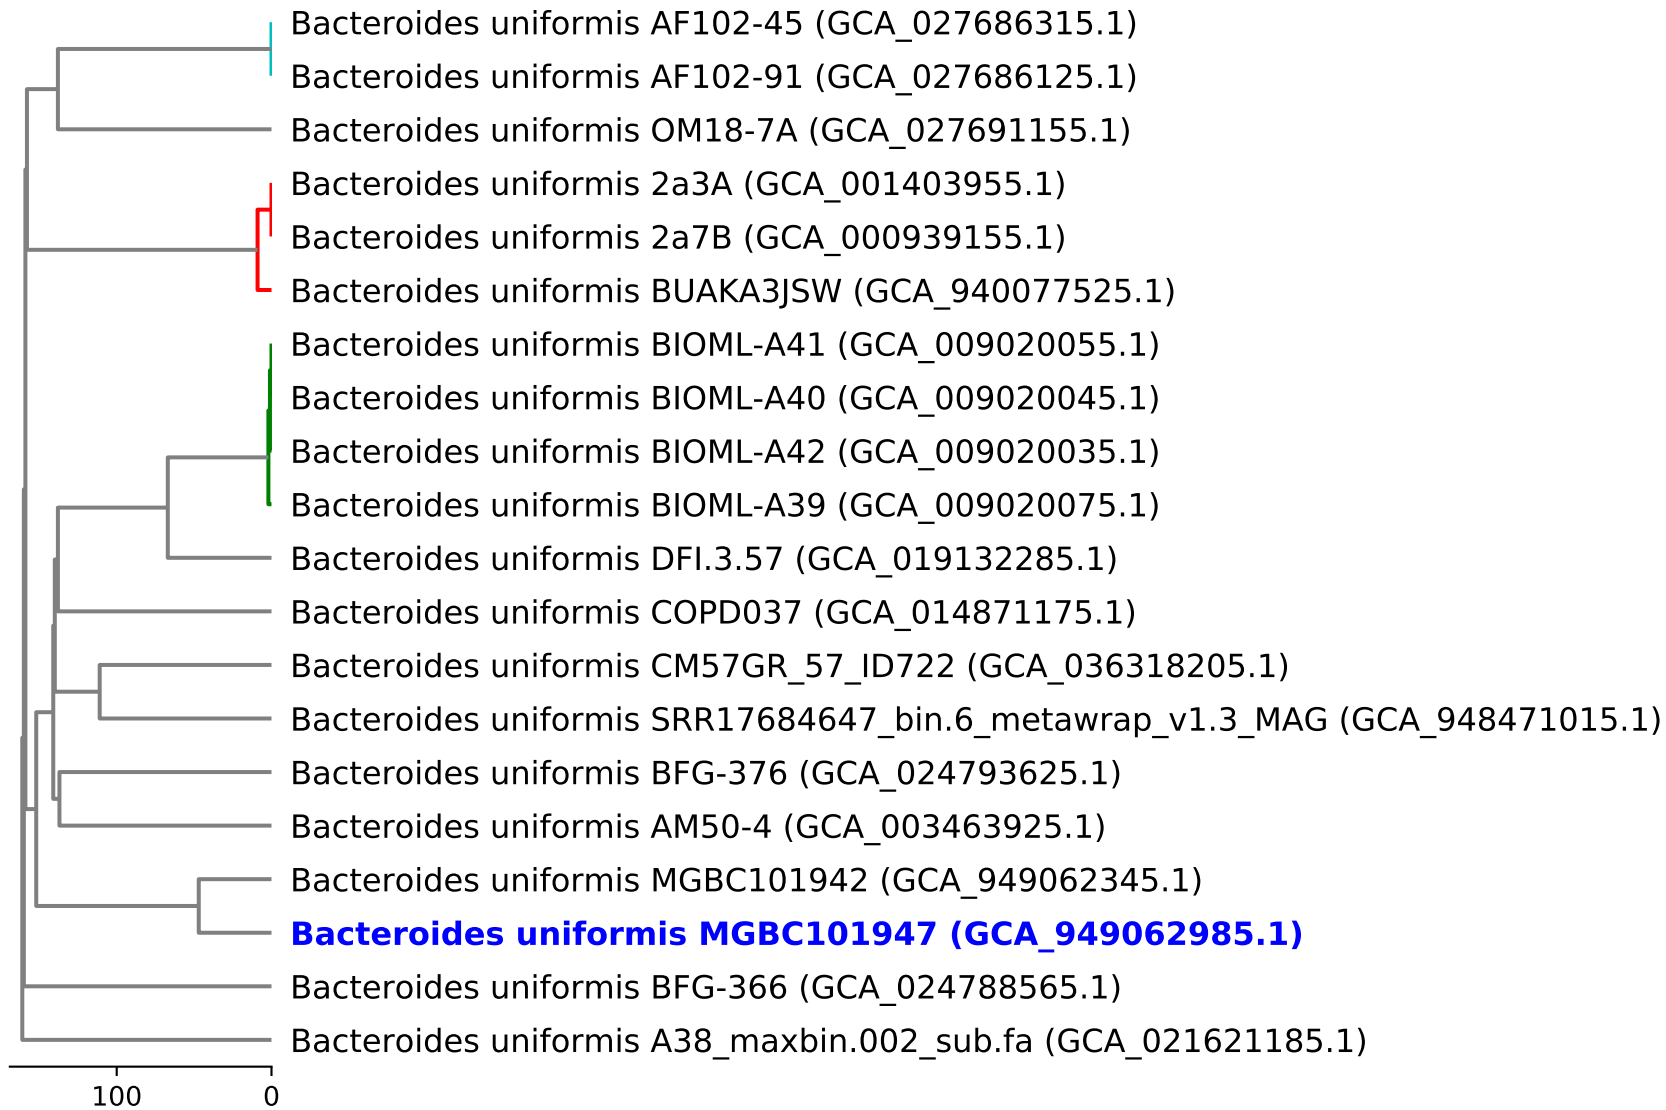 Bacteroides uniformis AF102-45 (GCA_027686315.1)
Bacteroides uniformis AF102-91 (GCA_027686125.1)
Bacteroides uniformis OM18-7A (GCA_027691155.1)
Bacteroides uniformis 2a3A (GCA_001403955.1)
Bacteroides uniformis 2a7B (GCA_000939155.1)
Bacteroides uniformis BUAKA3JSW (GCA_940077525.1)
Bacteroides uniformis BIOML-A41 (GCA_009020055.1)
Bacteroides uniformis BIOML-A40 (GCA_009020045.1)
Bacteroides uniformis BIOML-A42 (GCA_009020035.1)
Bacteroides uniformis BIOML-A39 (GCA_009020075.1)
Bacteroides uniformis DFI.3.57 (GCA_019132285.1)
Bacteroides uniformis COPD037 (GCA_014871175.1)
Bacteroides uniformis CM57GR_57_ID722 (GCA_036318205.1)
Bacteroides uniformis SRR17684647_bin.6_metawrap_v1.3_MAG (GCA_948471015.1)
Bacteroides uniformis BFG-376 (GCA_024793625.1)
Bacteroides uniformis AM50-4 (GCA_003463925.1)
Bacteroides uniformis MGBC101942 (GCA_949062345.1)
Bacteroides uniformis MGBC101947 (GCA_949062985.1)
Bacteroides uniformis BFG-366 (GCA_024788565.1)
Bacteroides uniformis A38_maxbin.002_sub.fa (GCA_021621185.1)
100 0